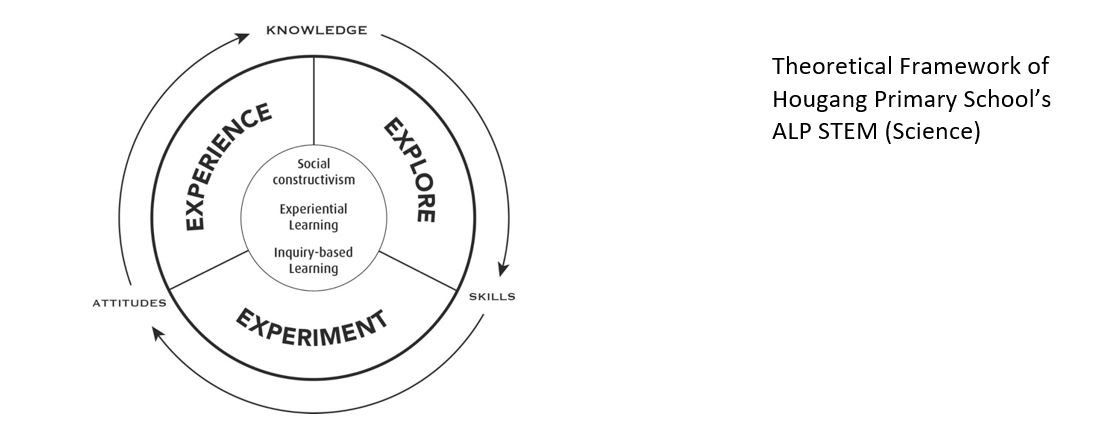 KNOWLEDGE
EXPERIENCE
EXPLORE
Social
constructivism
Experiential
Learning
Inquiry-based
Learning
EXPERIMENT
ATTITUDES
SKILLS
Theoretical Framework of
Hougang Primary School’s
ALP STEM (Science)